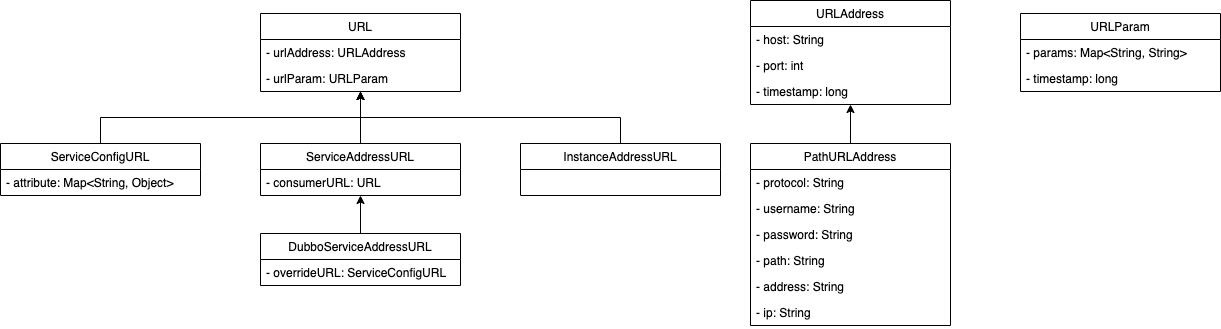 URL
- urlAddress: URLAddress
- urlParam: URLParam
ServiceConfigURL
- attribute: Map<String, Object>
ServiceAddressURL
- consumerURL: URL
InstanceAddressURL
DubboServiceAddressURL
- overrideURL: ServiceConfigURL
URLAddress
- host: String
- port: int
- timestamp: long
PathURLAddress
- protocol: String
- username: String
- password: String
- path: String
- address: String
- ip: String
URLParam
- params: Map<String, String>
- timestamp: long